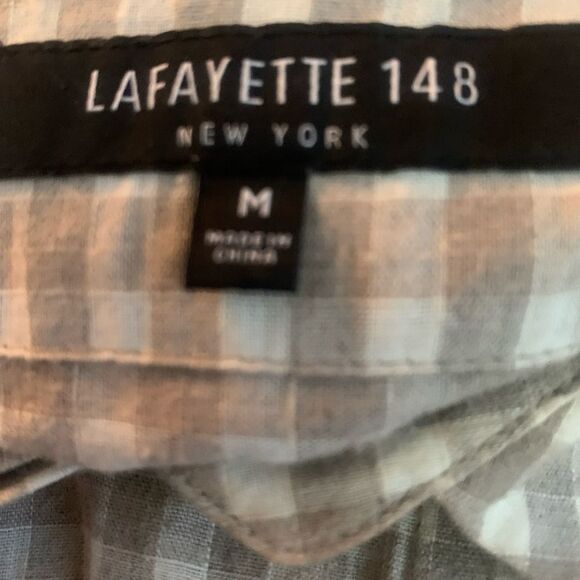 LAFAYETTE 148
NEW YORK
M
MADE IN
CHINA